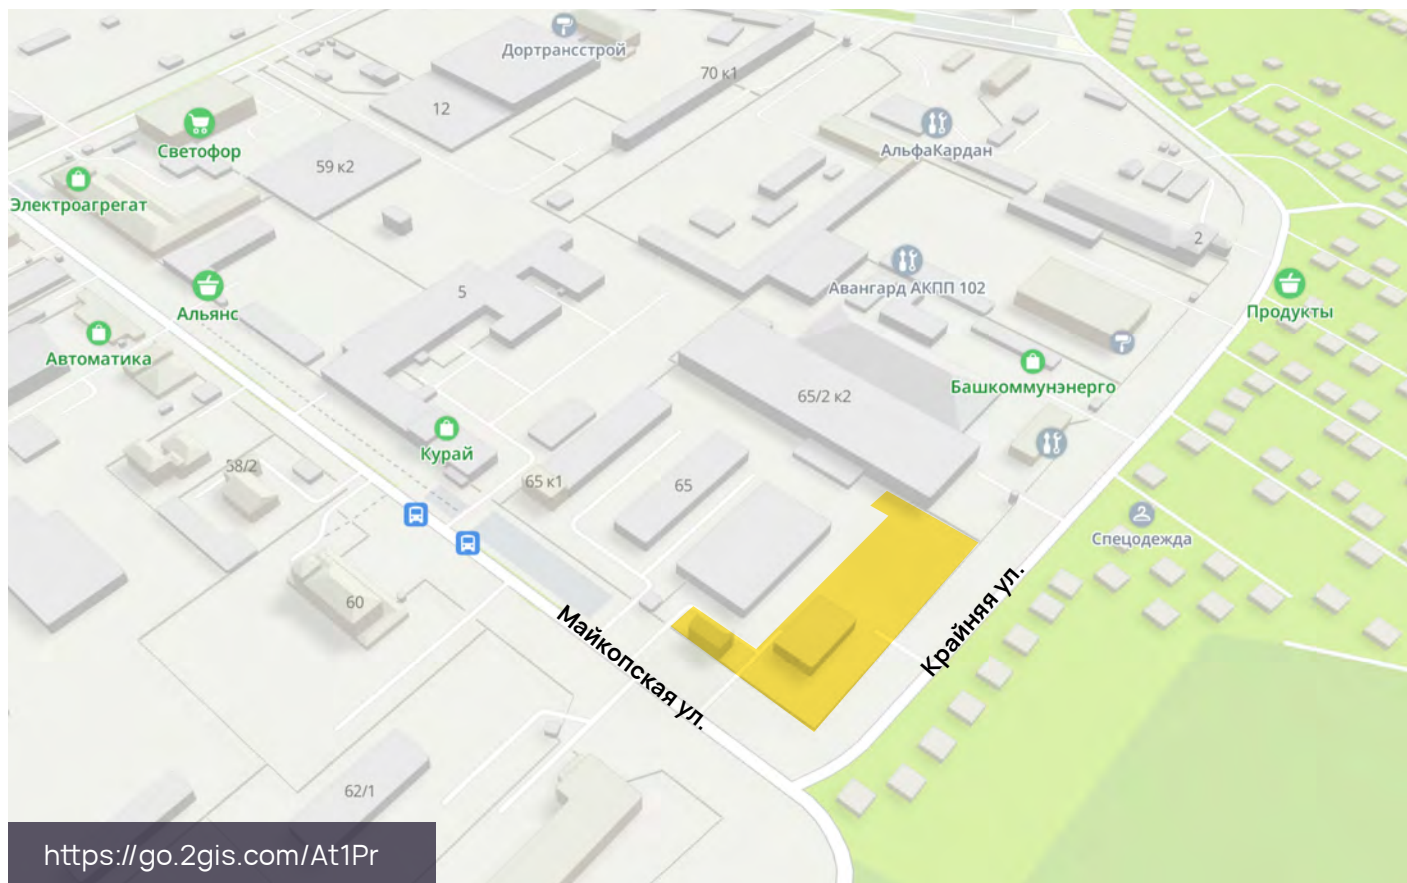 Дортрансстрой
70 к1
12
Светофор
АльфаКардан
59 к2
Электроагрегат
2
Авангард АКПП 102
5
Альянс
Продукты
Автоматика
Башкоммунэнерго
65/2 к2
Курай
58/2
65 к1
65
Спецодежда
60
Майкопская ул.
Крайняя ул.
62/1
https://go.2gis.com/At1Pr